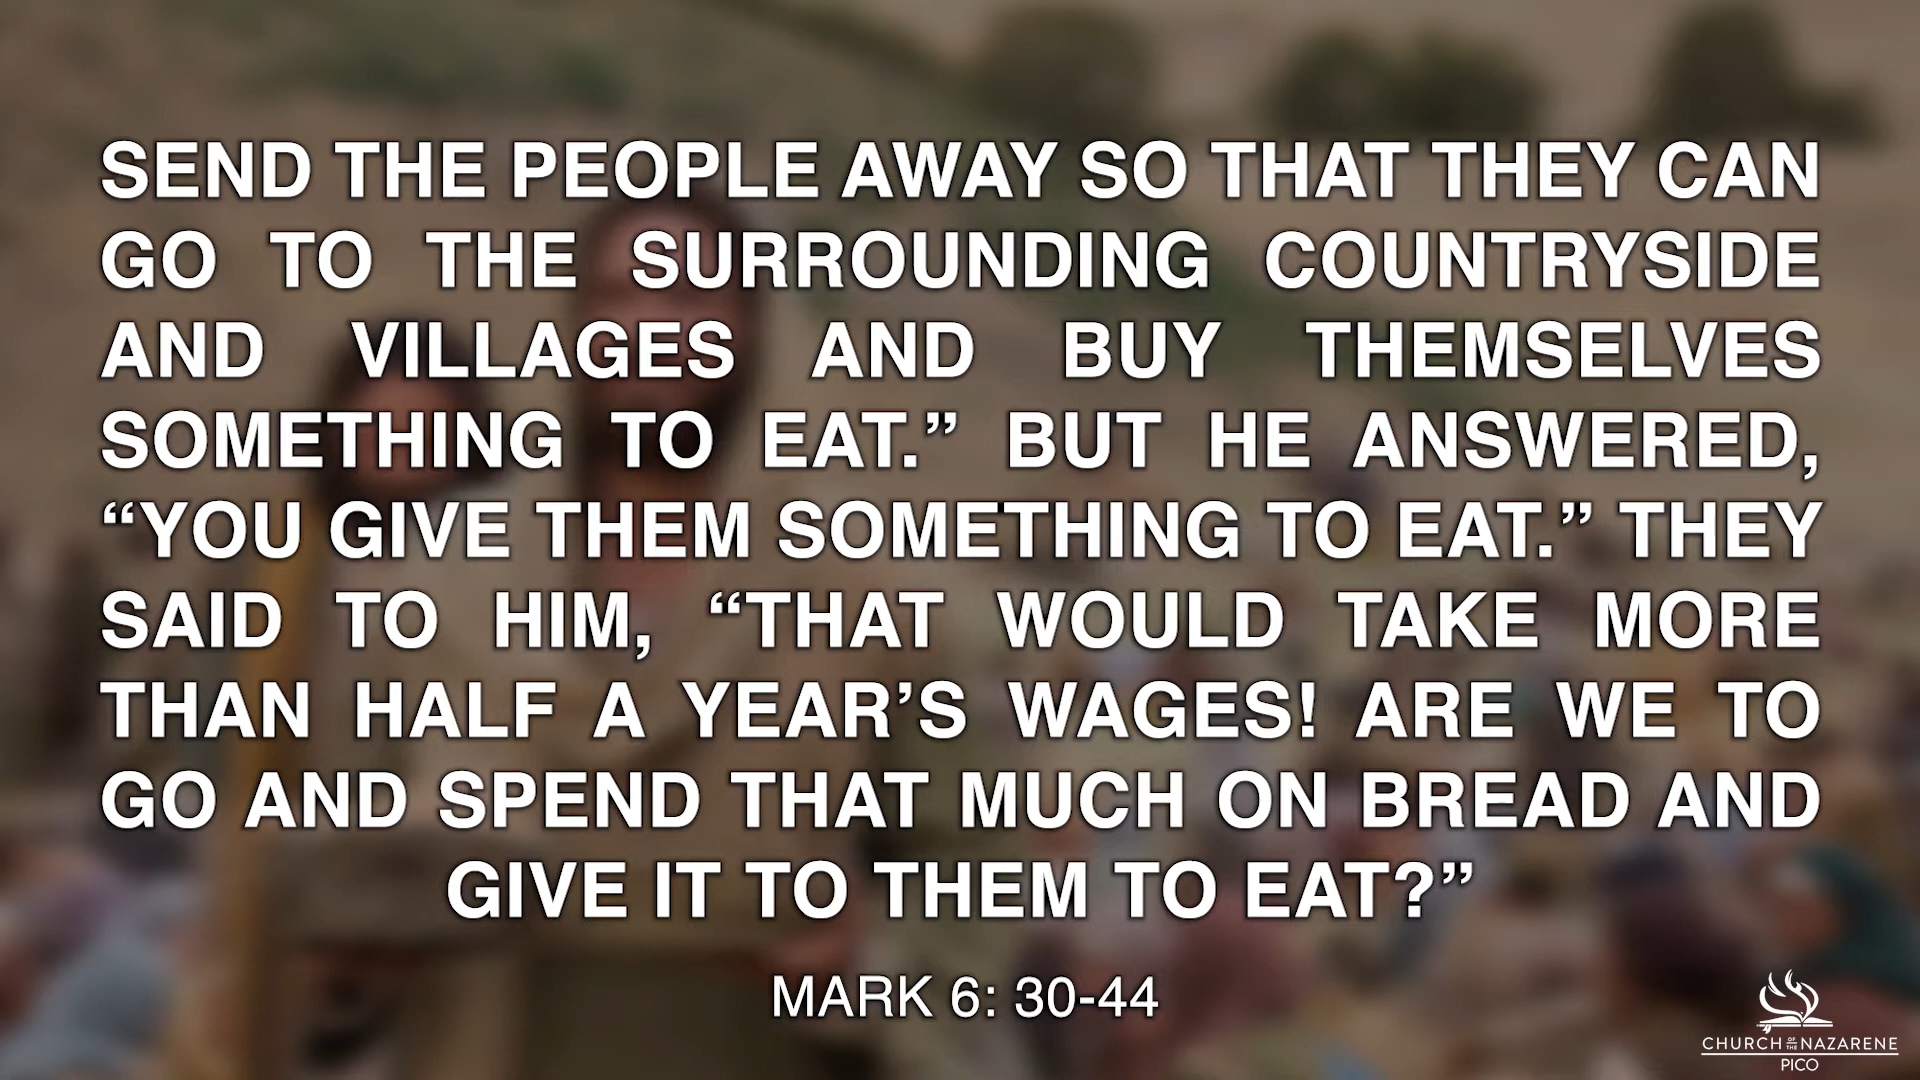 SEND THE PEOPLE AWAY SO THAT THEY CAN
GO TO THE SURROUNDING COUNTRYSIDE
AND VILLAGES AND BUY THEMSELVES
SOMETHING TO EAT.” BUT HE ANSWERED,
“YOU GIVE THEM SOMETHING TO EAT.” THEY
SAID TO HIM, “THAT WOULD TAKE MORE
THAN HALF A YEAR’S WAGES! ARE WE TO
GO AND SPEND THAT MUCH ON BREAD AND
GIVE IT TO THEM TO EAT?”
MARK 6: 30-44
CHURCH OF THE NAZARENE
PICO